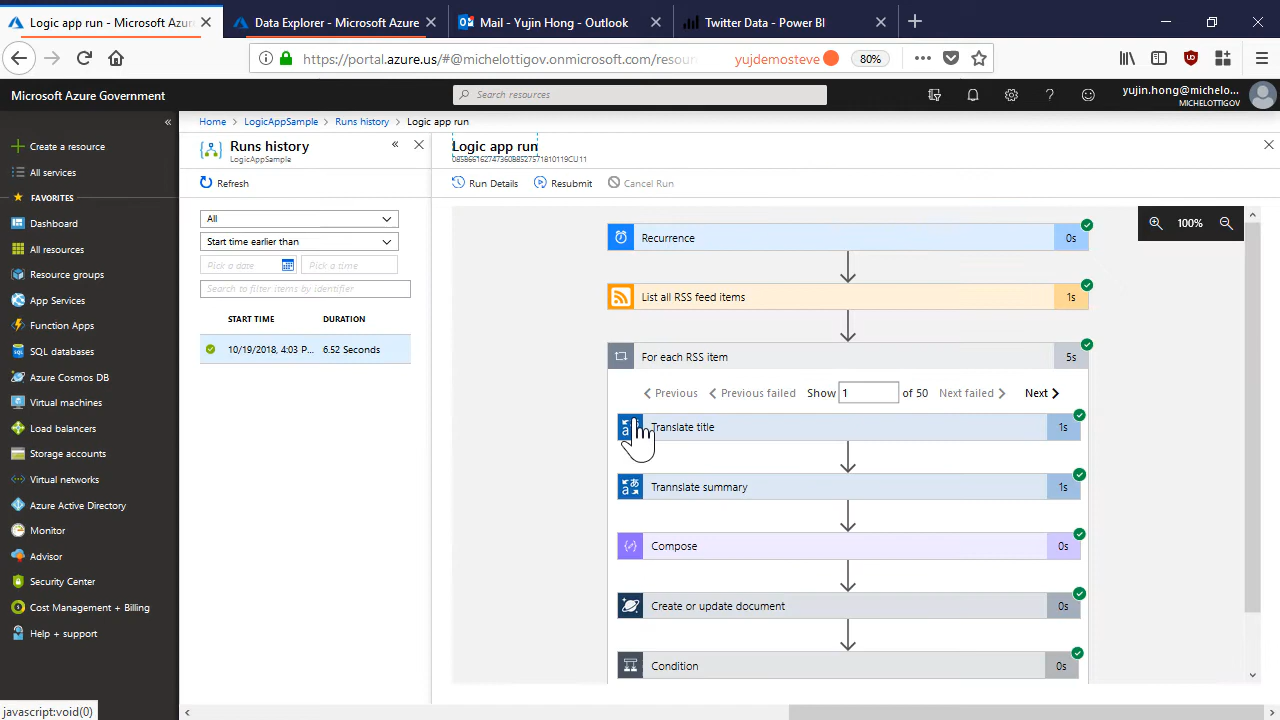 Logic app run - Microsoft Azure
Data Explorer - Microsoft Azure
Mail - Yujin Hong - Outlook
Twitter Data - Power BI
https://portal.azure.us/#@michelottigov.onmicrosoft.com/resour
yujdemosteve
80%
Microsoft Azure Government
Search resources
yujin.hong@michelo...
MICHELOTTIGOV
Create a resource
All services
FAVORITES
Dashboard
All resources
Resource groups
App Services
Function Apps
SQL databases
Azure Cosmos DB
Virtual machines
Load balancers
Storage accounts
Virtual networks
Azure Active Directory
Monitor
Advisor
Security Center
Cost Management + Billing
Help + support
javascript:void(0)
Home > LogicAppSample > Runs history > Logic app run
Runs history
LogicAppSample
Refresh
All
Start time earlier than
Pick a date
Pick a time
Search to filter items by identifier
START TIME DURATION
10/19/2018, 4:03 P... 6.52 Seconds
Logic app run
Run Details
Resubmit
Cancel Run
100%
Recurrence 0s
List all RSS feed items 1s
For each RSS item 5s
Previous Previous failed Show 1 of 50 Next failed Next
Translate title 1s
Trannslate summary 1s
Compose 0s
Create or update document 0s
Condition 0s